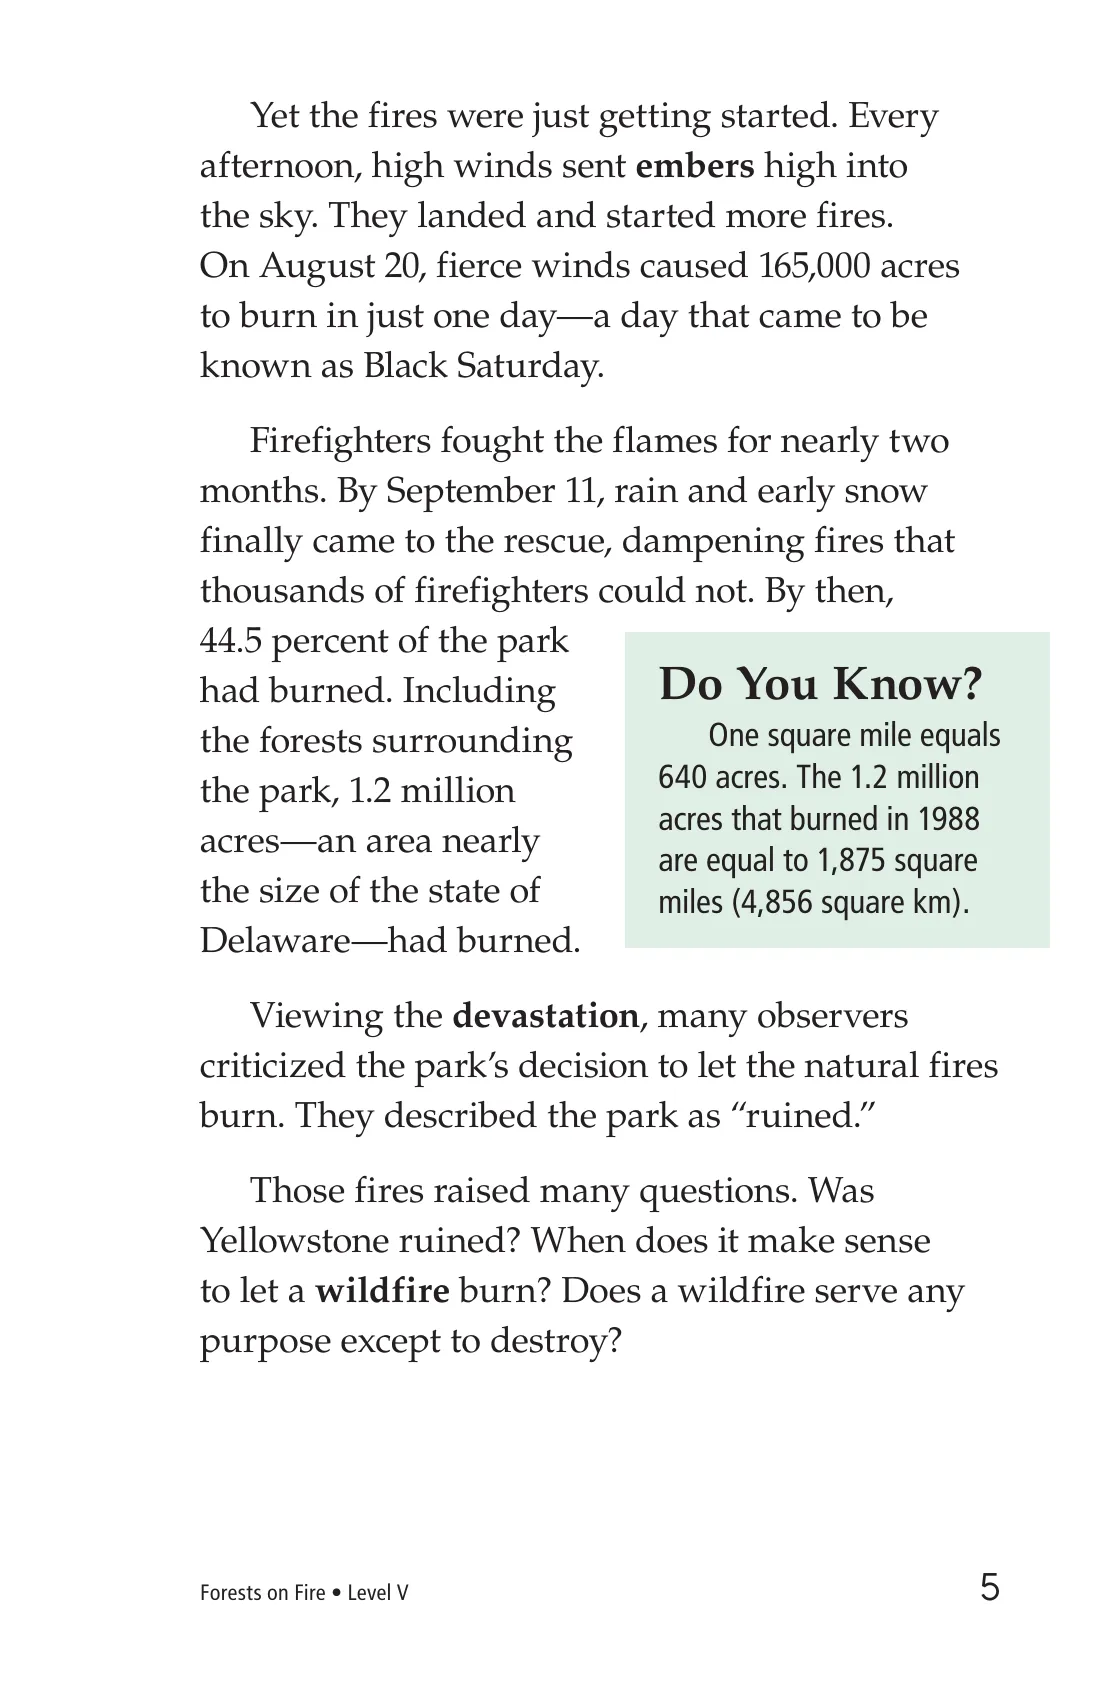 Yet the fires were just getting started. Every
afternoon, high winds sent embers high into
the sky. They landed and started more fires.
On August 20, fierce winds caused 165,000 acres
to burn in just one day—a day that came to be
known as Black Saturday.
Firefighters fought the flames for nearly two
months. By September 11, rain and early snow
finally came to the rescue, dampening fires that
thousands of firefighters could not. By then,
44.5 percent of the park
had burned. Including
the forests surrounding
the park, 1.2 million
acres—an area nearly
the size of the state of
Delaware—had burned.
Do You Know?
One square mile equals
640 acres. The 1.2 million
acres that burned in 1988
are equal to 1,875 square
miles (4,856 square km).
Viewing the devastation, many observers
criticized the park’s decision to let the natural fires
burn. They described the park as “ruined.”
Those fires raised many questions. Was
Yellowstone ruined? When does it make sense
to let a wildfire burn? Does a wildfire serve any
purpose except to destroy?
Forests on Fire • Level V
5